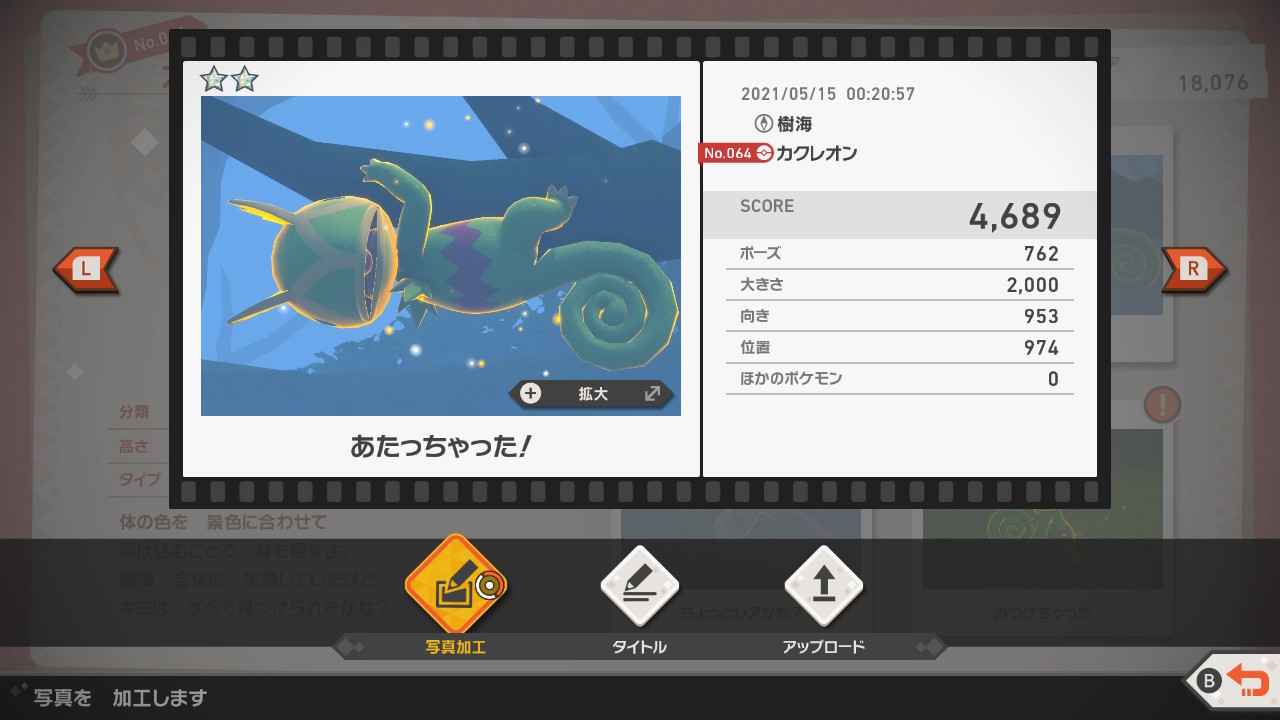 No.0
18,076
2021/05/15 00:20:57
樹海
No.064 カクレオン
SCORE 4,689
ポーズ 762
大きさ 2,000
向き 953
位置 974
ほかのポケモン 0
L
R
+ 拡大
あたっちゃった!
分類
高さ
タイプ
体の色を 景色に合わせて
溶け込むことで 身を隠すよ。
樹海 全体に 生息していたけど
キミは すべて見つけられたかな?
ちょっとレアかも?
みつけちゃった
写真加工
タイトル
アップロード
写真を 加工します
B